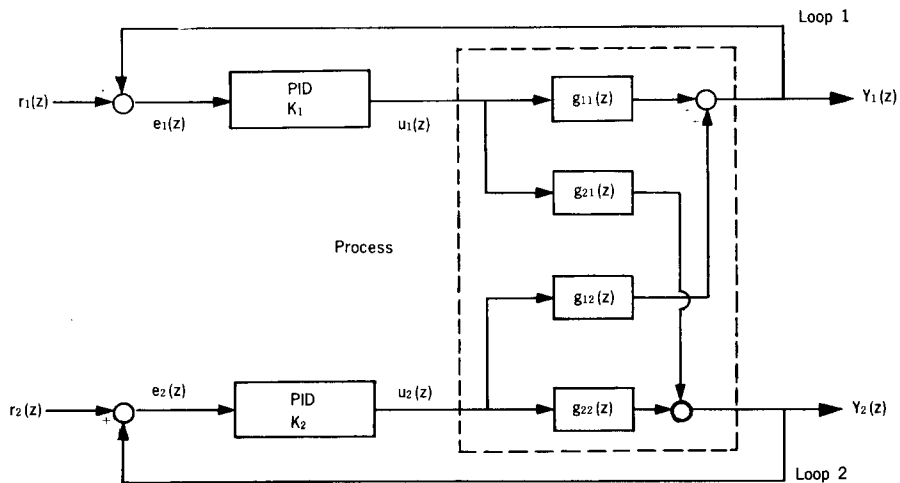 Loop 1
r₁(z)
e₁(z)
PID
K₁
u₁(z)
g₁₁(z)
Y₁(z)
g₂₁(z)
Process
g₁₂(z)
r₂(z)
+
e₂(z)
PID
K₂
u₂(z)
g₂₂(z)
Y₂(z)
Loop 2